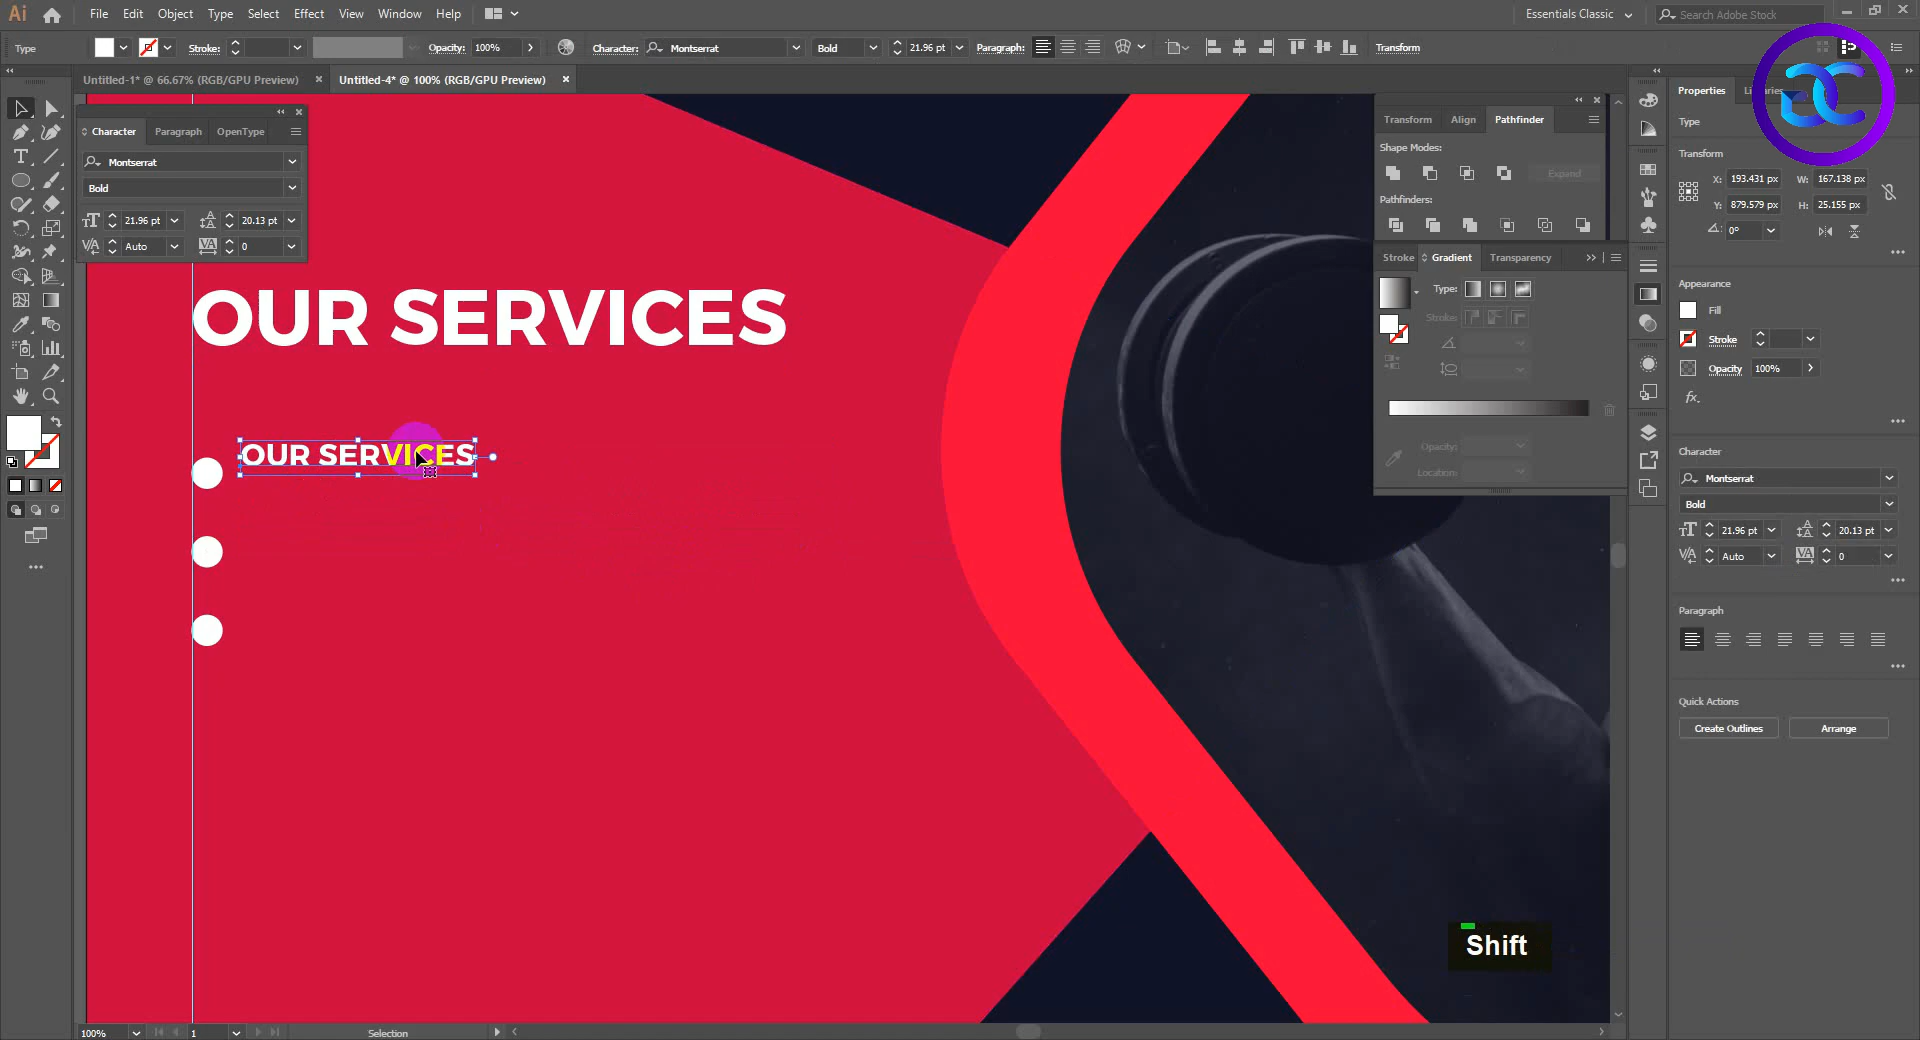 Ai File Edit Object Type Select Effect View Window Help Essentials Classic Search Adobe Stock
Type Stroke: Opacity: 100% Character: Montserrat Bold 21.96 pt Paragraph: Transform
Untitled-1* @ 66.67% (RGB/GPU Preview) × Untitled-4* @ 100% (RGB/GPU Preview) ×
Character Paragraph OpenType
Montserrat
Bold
21.96 pt 20.13 pt
Auto 0
OUR SERVICES
OUR SERVICES
Transform Align Pathfinder
Shape Modes:
Expand
Pathfinders:
Stroke Gradient Transparency
Type:
Stroke:
Opacity:
Location:
Properties
Type
Transform
X: 193.431 px W: 167.138 px
Y: 879.579 px H: 25.155 px
0°
Appearance
Fill
Stroke
Opacity 100%
fx.
Character
Montserrat
Bold
21.96 pt 20.13 pt
Auto 0
Paragraph
Quick Actions
Create Outlines Arrange
Shift
100% 1 Selection